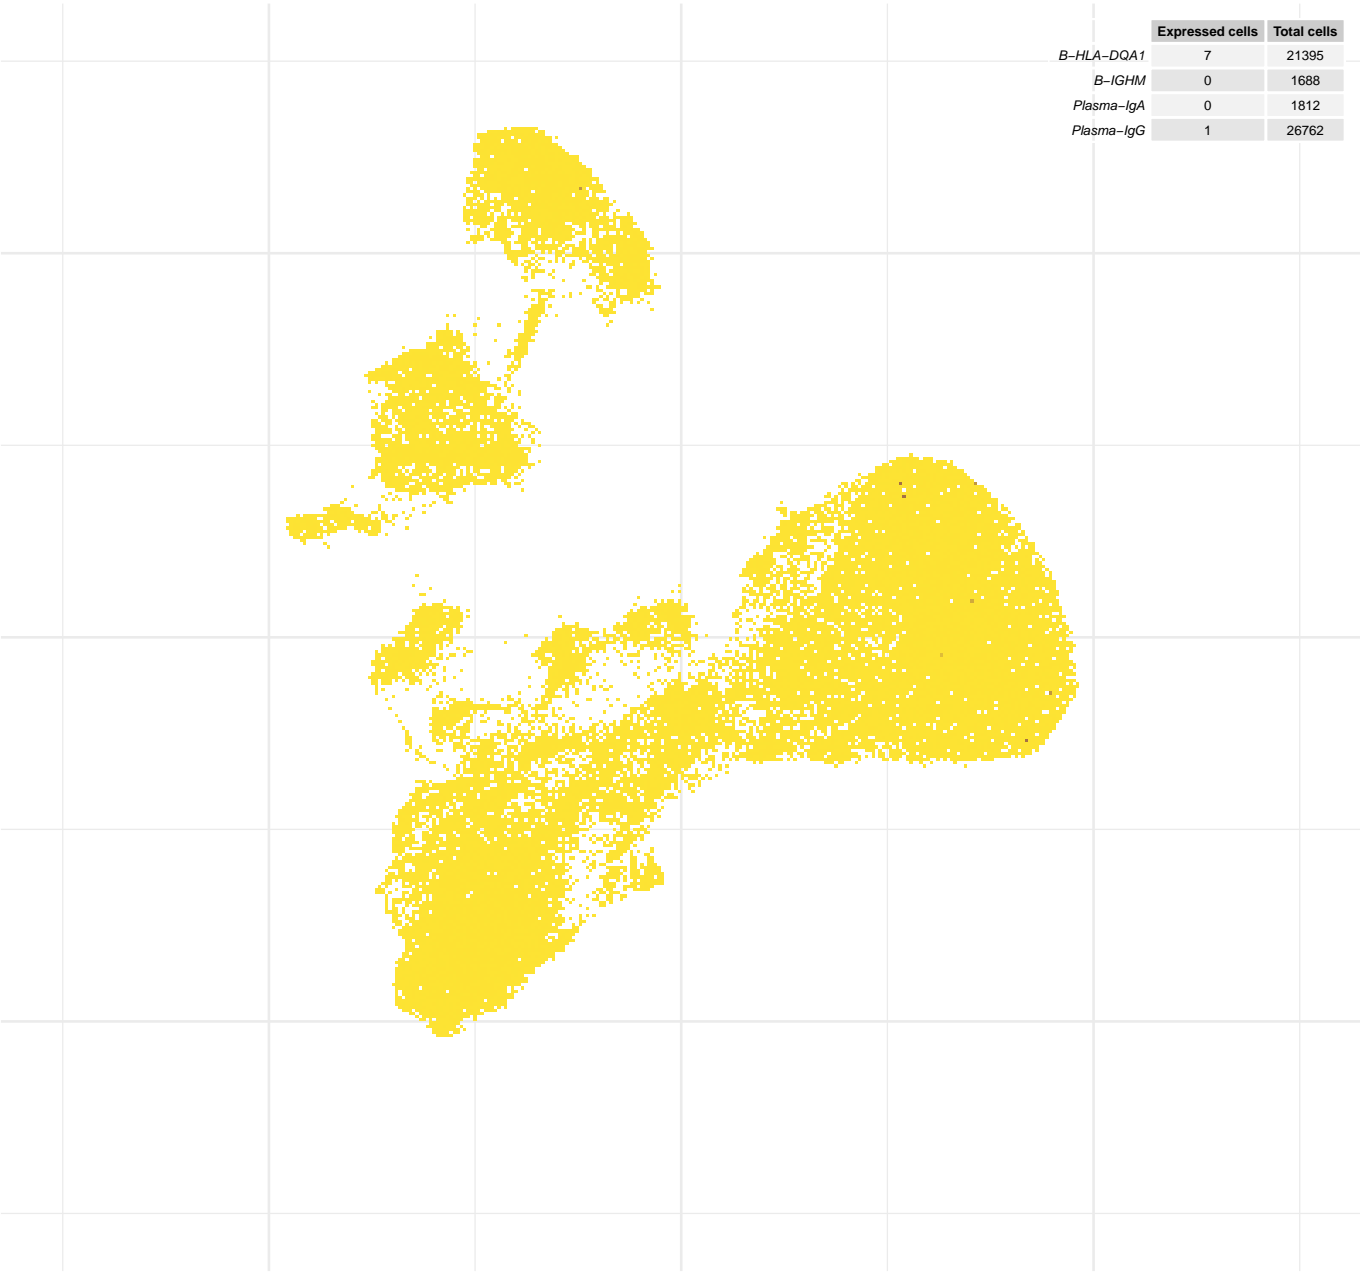 Expressed cells Total cells
B−HLA−DQA1 7 21395
B−IGHM 0 1688
Plasma−IgA 0 1812
Plasma−IgG 1 26762